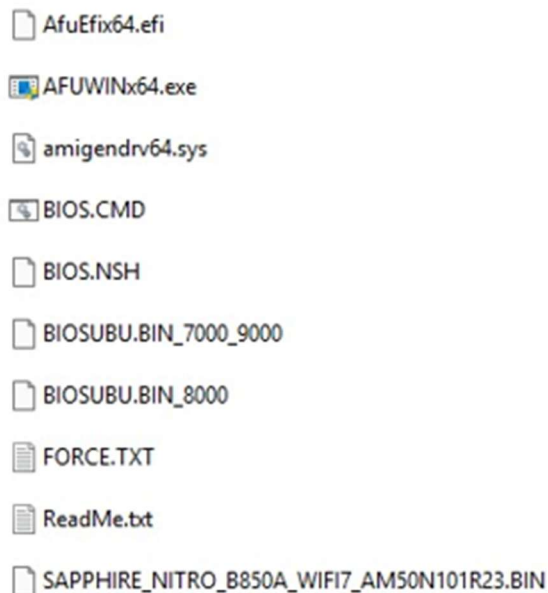 AfuEfix64.efi
AFUWINx64.exe
amigendrv64.sys
BIOS.CMD
BIOS.NSH
BIOSUBU.BIN_7000_9000
BIOSUBU.BIN_8000
FORCE.TXT
ReadMe.txt
SAPPHIRE_NITRO_B850A_WIFI7_AM50N101R23.BIN